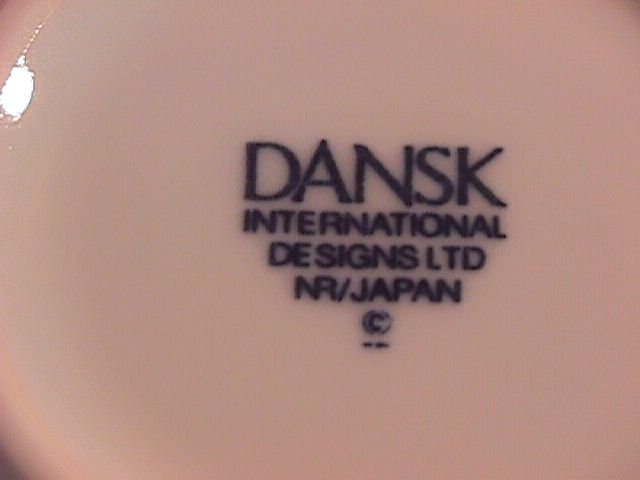 DANSK
INTERNATIONAL
DESIGNS LTD
NR/JAPAN
©